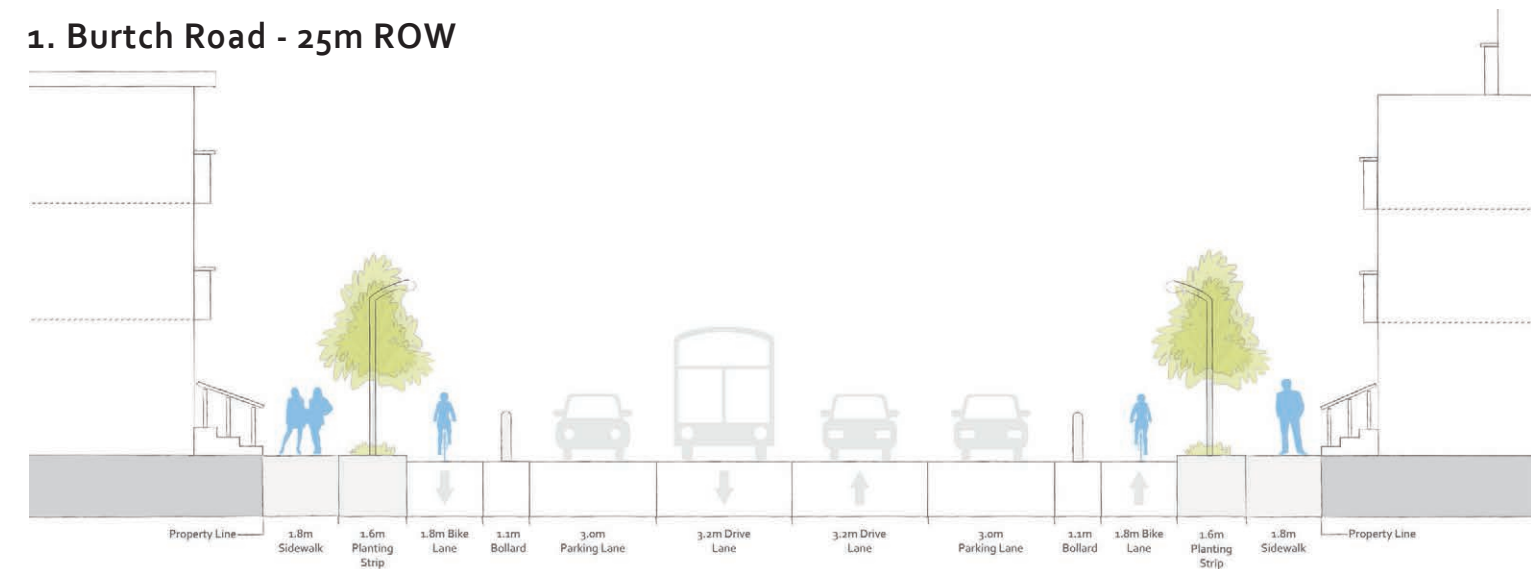 1. Burtch Road - 25m ROW
Property Line
1.8m
Sidewalk
1.6m
Planting
Strip
1.8m Bike
Lane
1.1m
Bollard
3.0m
Parking Lane
3.2m Drive
Lane
3.2m Drive
Lane
3.0m
Parking Lane
1.1m
Bollard
1.8m Bike
Lane
1.6m
Planting
Strip
1.8m
Sidewalk
Property Line